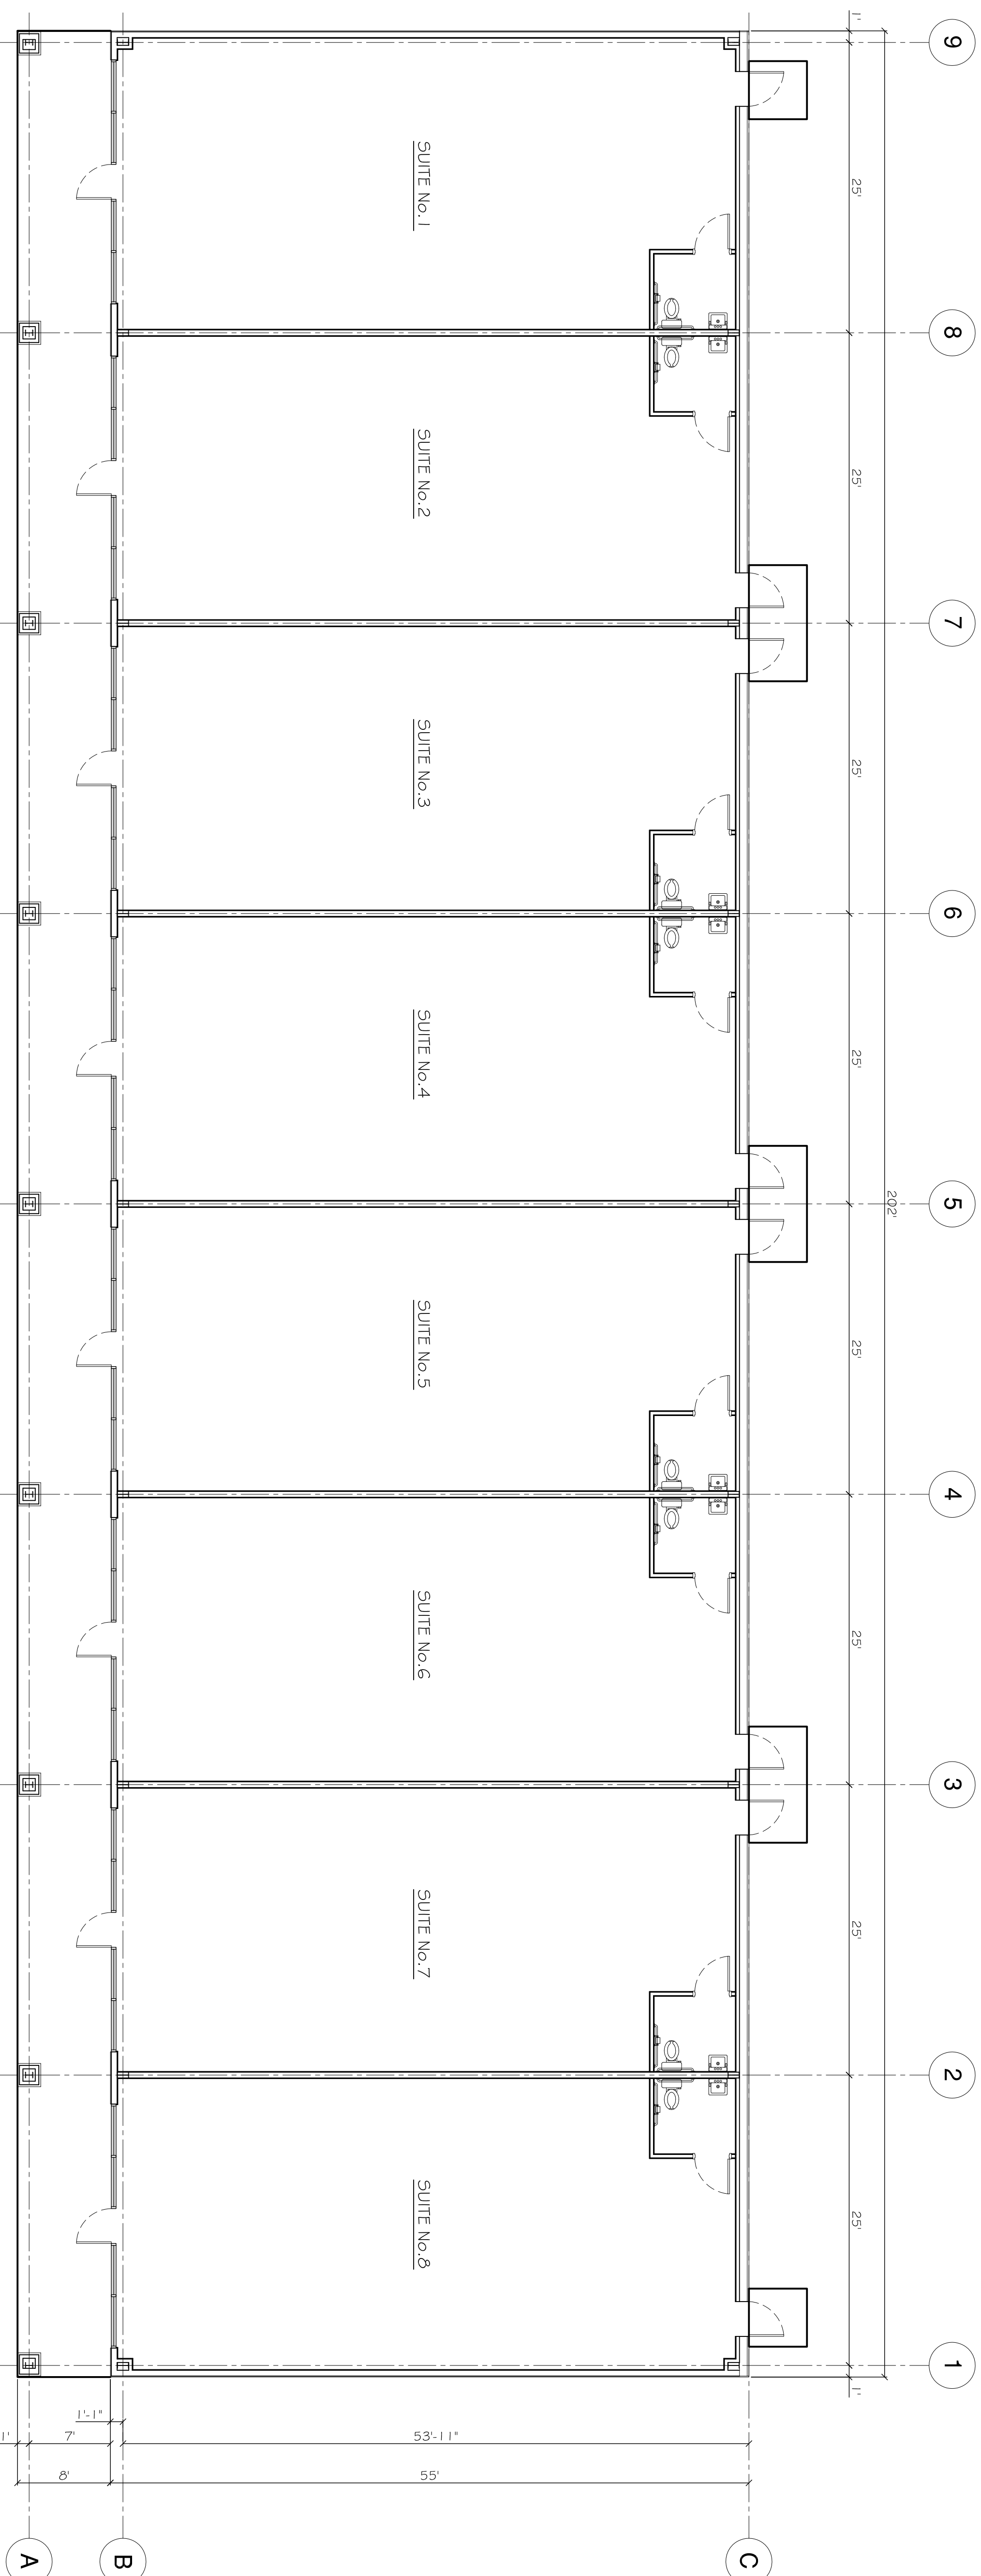 9
8
7
6
5
4
3
2
1
202'
1'
25'
25'
25'
25'
25'
25'
25'
25'
1'
SUITE No.1
SUITE No.2
SUITE No.3
SUITE No.4
SUITE No.5
SUITE No.6
SUITE No.7
SUITE No.8
1'-1"
1'
7'
53'-11"
8'
55'
A
B
C